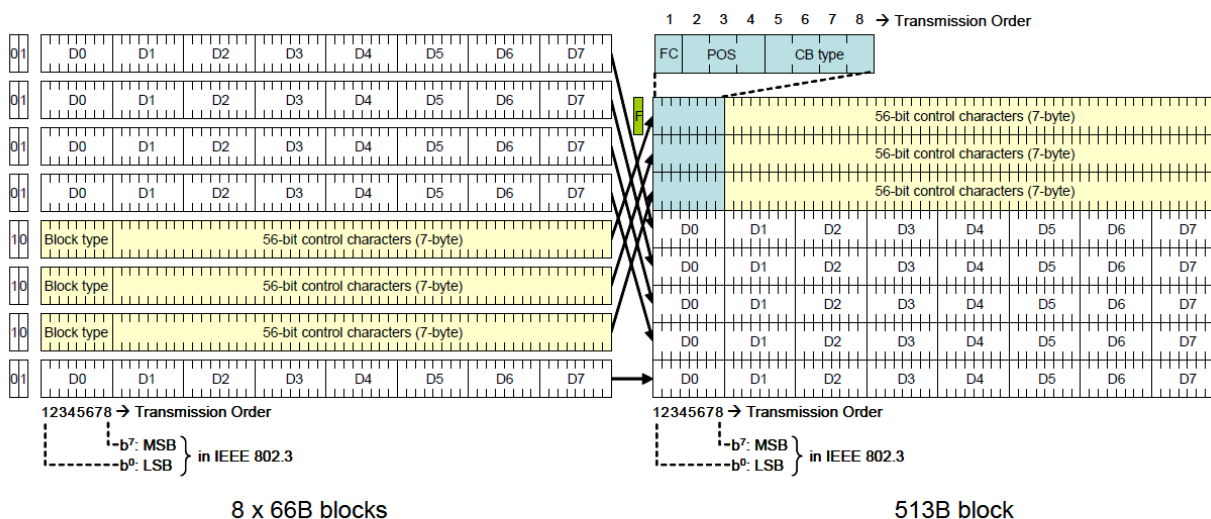 1 2 3 4 5 6 7 8 → Transmission Order
FC POS CB type
01 D0 D1 D2 D3 D4 D5 D6 D7
01 D0 D1 D2 D3 D4 D5 D6 D7
01 D0 D1 D2 D3 D4 D5 D6 D7
01 D0 D1 D2 D3 D4 D5 D6 D7
10 Block type 56-bit control characters (7-byte)
10 Block type 56-bit control characters (7-byte)
10 Block type 56-bit control characters (7-byte)
01 D0 D1 D2 D3 D4 D5 D6 D7
F 56-bit control characters (7-byte)
56-bit control characters (7-byte)
56-bit control characters (7-byte)
D0 D1 D2 D3 D4 D5 D6 D7
D0 D1 D2 D3 D4 D5 D6 D7
D0 D1 D2 D3 D4 D5 D6 D7
D0 D1 D2 D3 D4 D5 D6 D7
D0 D1 D2 D3 D4 D5 D6 D7
12345678 → Transmission Order
b⁷: MSB
b⁰: LSB
in IEEE 802.3
12345678 → Transmission Order
b⁷: MSB
b⁰: LSB
in IEEE 802.3
8 x 66B blocks
513B block